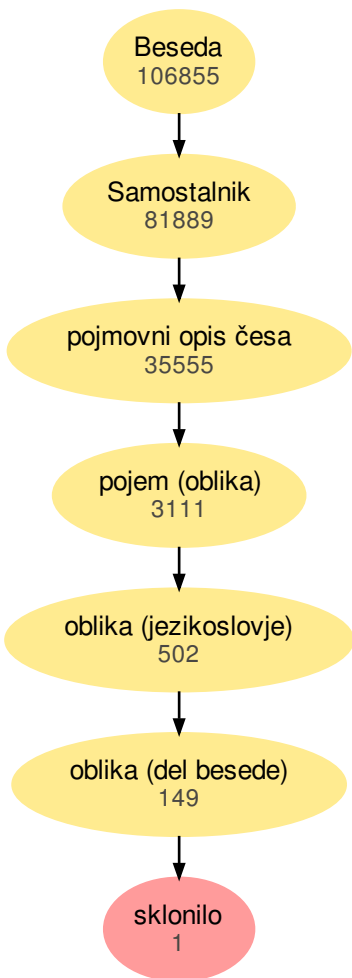 Beseda
106855
Samostalnik
81889
pojmovni opis česa
35555
pojem (oblika)
3111
oblika (jezikoslovje)
502
oblika (del besede)
149
sklonilo
1